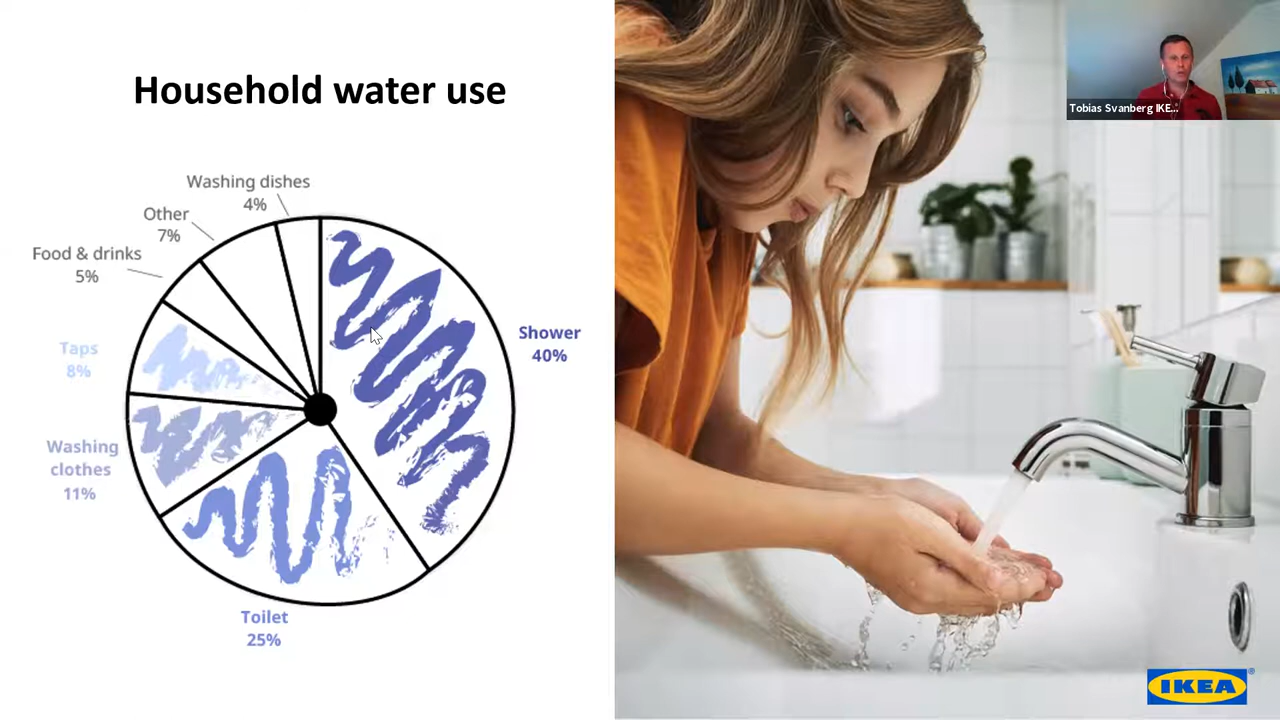 Household water use
Washing dishes
4%
Other
7%
Food & drinks
5%
Taps
8%
Washing
clothes
11%
Toilet
25%
Shower
40%
Tobias Svanberg IKE...
IKEA
®